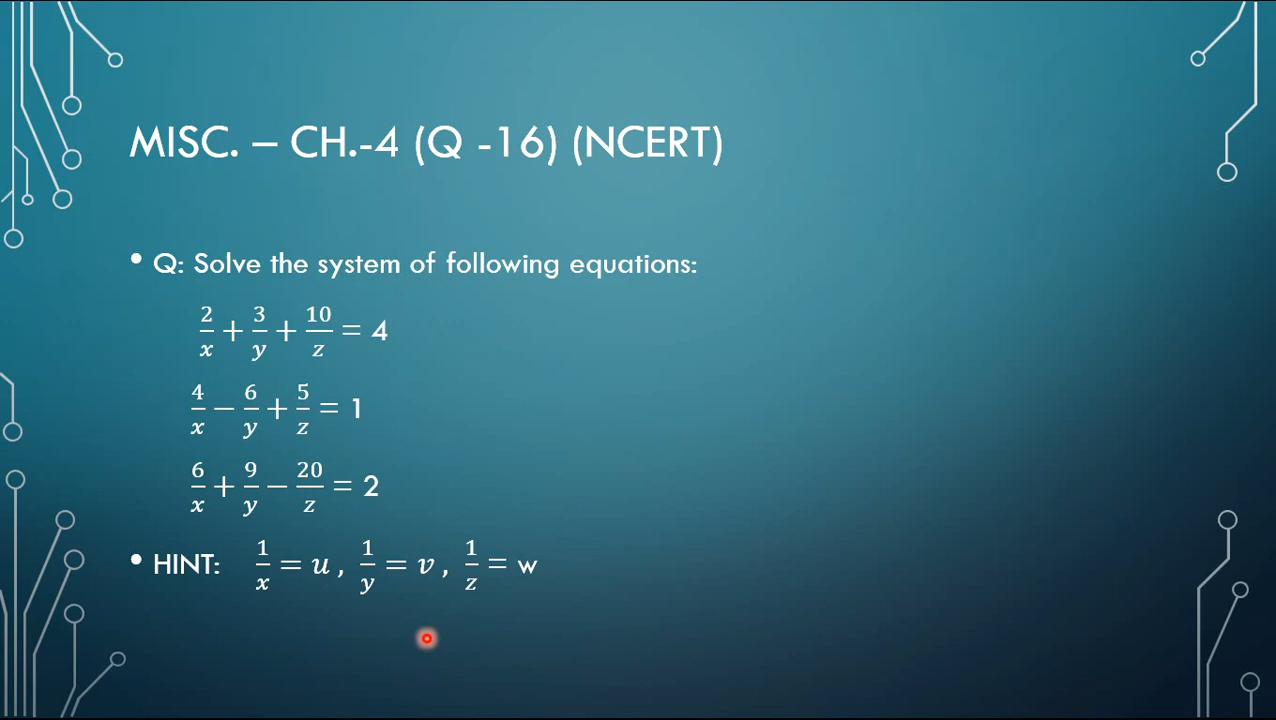 MISC. – CH.-4 (Q -16) (NCERT)
• Q: Solve the system of following equations:
2/x + 3/y + 10/z = 4
4/x − 6/y + 5/z = 1
6/x + 9/y − 20/z = 2
• HINT: 1/x = u , 1/y = v , 1/z = w